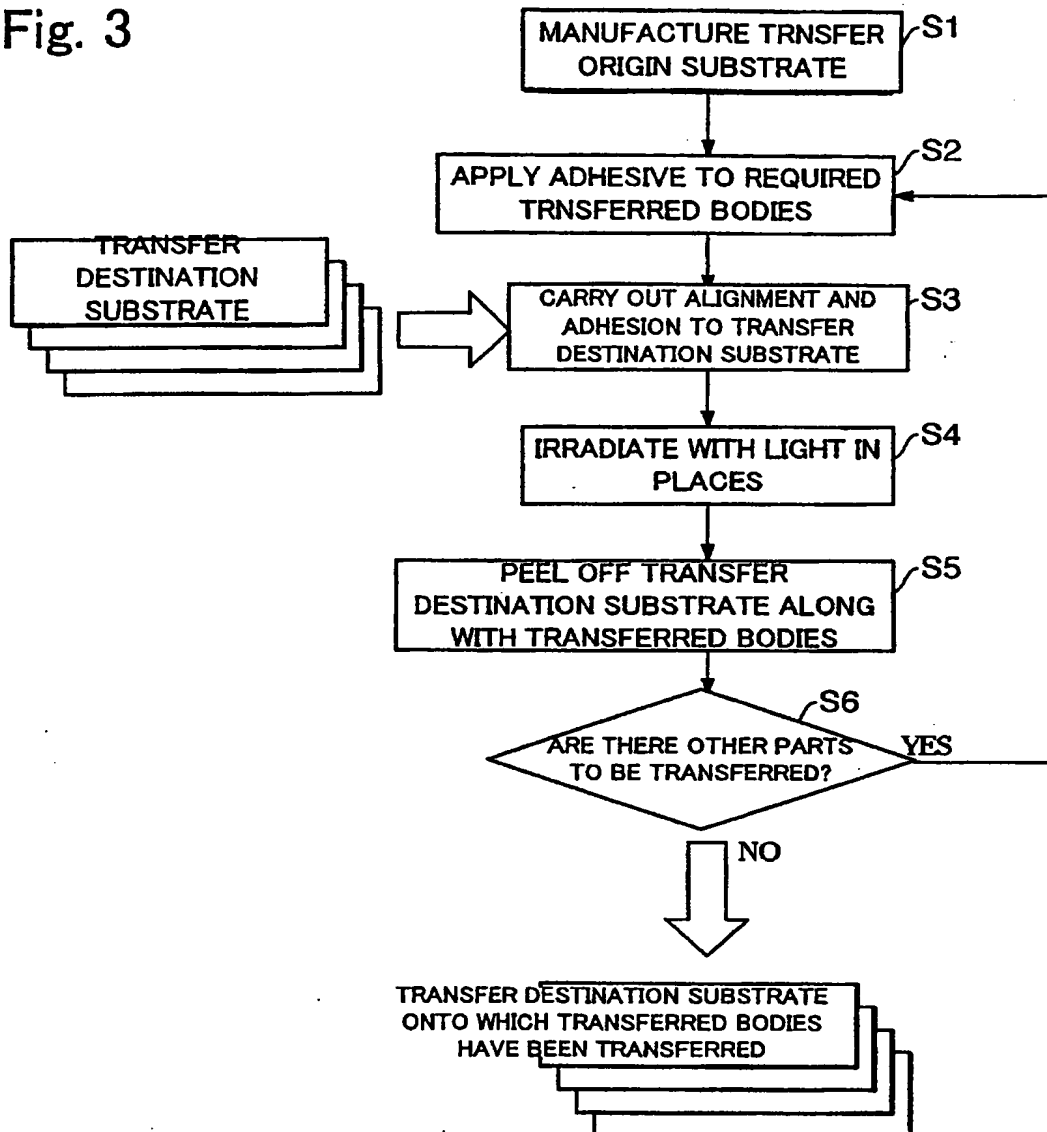 Fig. 3
MANUFACTURE TRNSFER
ORIGIN SUBSTRATE
S1
APPLY ADHESIVE TO REQUIRED
TRNSFERRED BODIES
S2
TRANSFER
DESTINATION
SUBSTRATE
CARRY OUT ALIGNMENT AND
ADHESION TO TRANSFER
DESTINATION SUBSTRATE
S3
IRRADIATE WITH LIGHT IN
PLACES
S4
PEEL OFF TRANSFER
DESTINATION SUBSTRATE ALONG
WITH TRANSFERRED BODIES
S5
S6
ARE THERE OTHER PARTS
TO BE TRANSFERRED?
YES
NO
TRANSFER DESTINATION SUBSTRATE
ONTO WHICH TRANSFERRED BODIES
HAVE BEEN TRANSFERRED